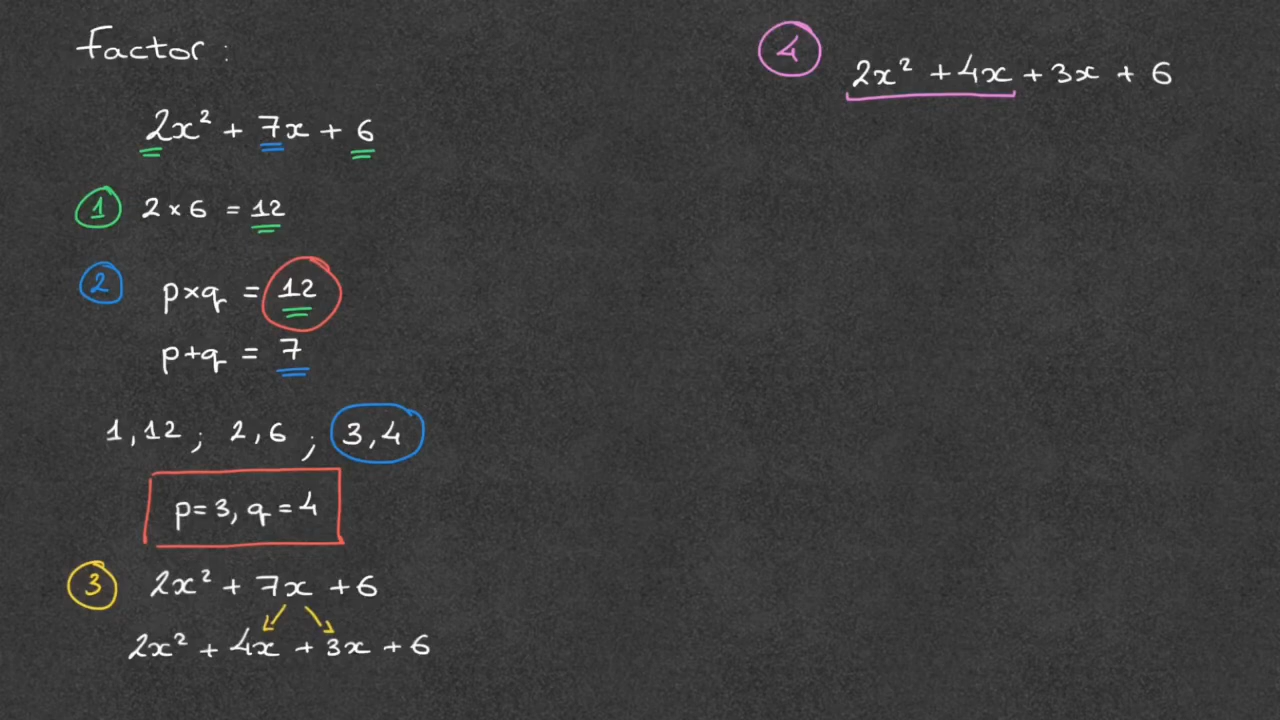 Factor:
2x² + 7x + 6
1 2 × 6 = 12
2 p×q = 12
p+q = 7
1,12 ; 2,6 ; 3,4
p=3, q=4
3 2x² + 7x + 6
2x² + 4x + 3x + 6
4 2x² + 4x + 3x + 6